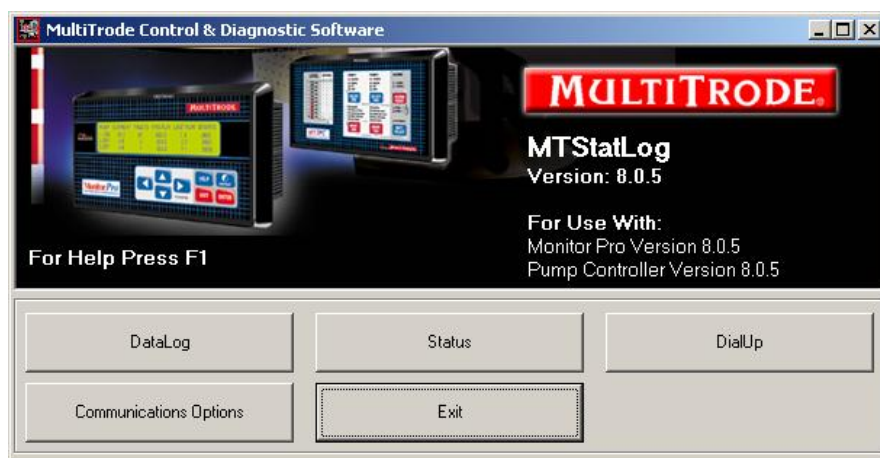 MultiTrode Control & Diagnostic Software
MULTITRODE
MULTITRODE®
MTStatLog
Version: 8.0.5
For Use With:
Monitor Pro Version 8.0.5
Pump Controller Version 8.0.5
For Help Press F1
DataLog
Status
DialUp
Communications Options
Exit